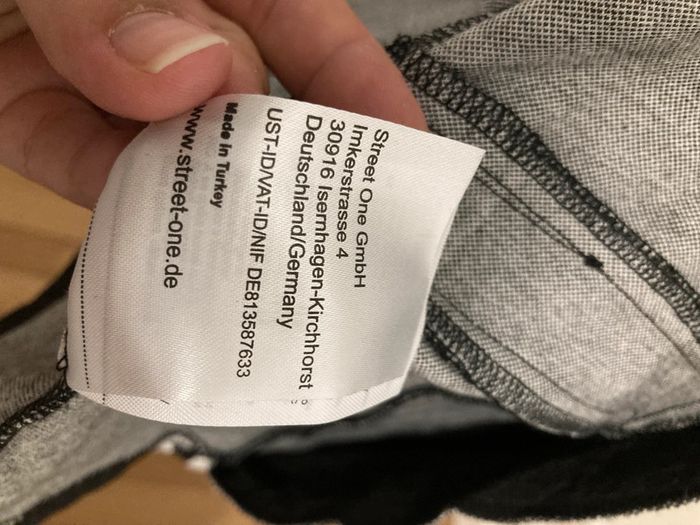 Street One GmbH
Imkerstrasse 4
30916 Isernhagen-Kirchhorst
Deutschland/Germany
UST-ID/VAT-ID/NIF DE813587633
Made in Turkey
www.street-one.de